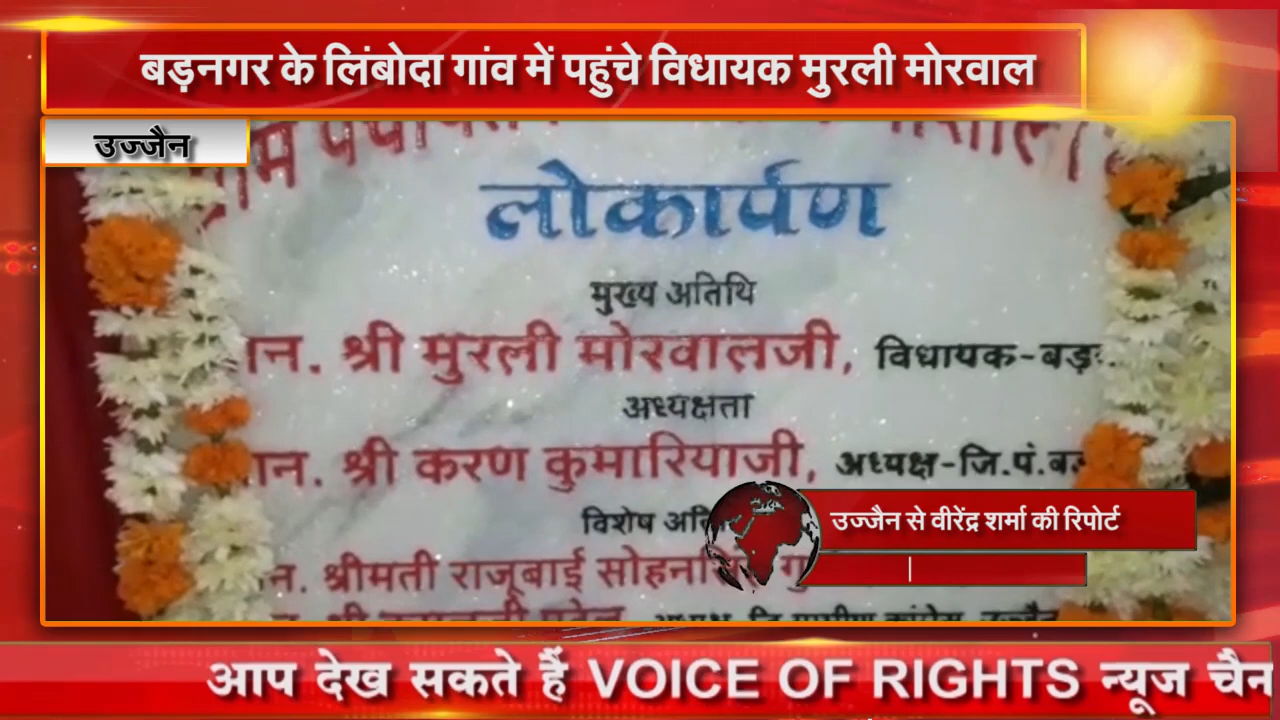 बड़नगर के लिंबोदा गांव में पहुंचे विधायक मुरली मोरवाल
उज्जैन
लोकार्पण
मुख्य अतिथि
श्री मुरली मोरवालजी, विधायक-बड़
अध्यक्षता
श्री करण कुमारियाजी, अध्यक्ष-जि.पं.
विशेष
उज्जैन से वीरेंद्र शर्मा की रिपोर्ट
श्रीमती राजूबाई
आप देख सकते हैं VOICE OF RIGHTS न्यूज चैन